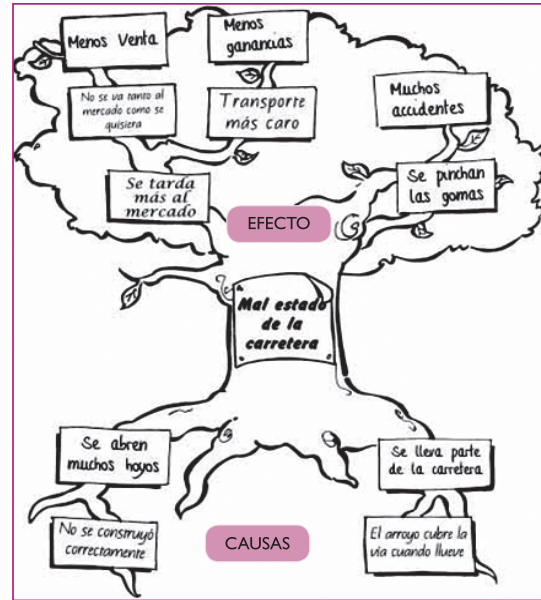 Menos Venta
Menos
ganancias
No se va tanto al
mercado como se
quisiera
Transporte
más caro
Muchos
accidentes
Se tarda
más al
mercado
Se pinchan
las gomas
EFECTO
Mal estado
de la
carretera
Se abren
muchos hoyos
Se lleva parte
de la carretera
No se construyó
correctamente
CAUSAS
El arroyo cubre la
vía cuando llueve